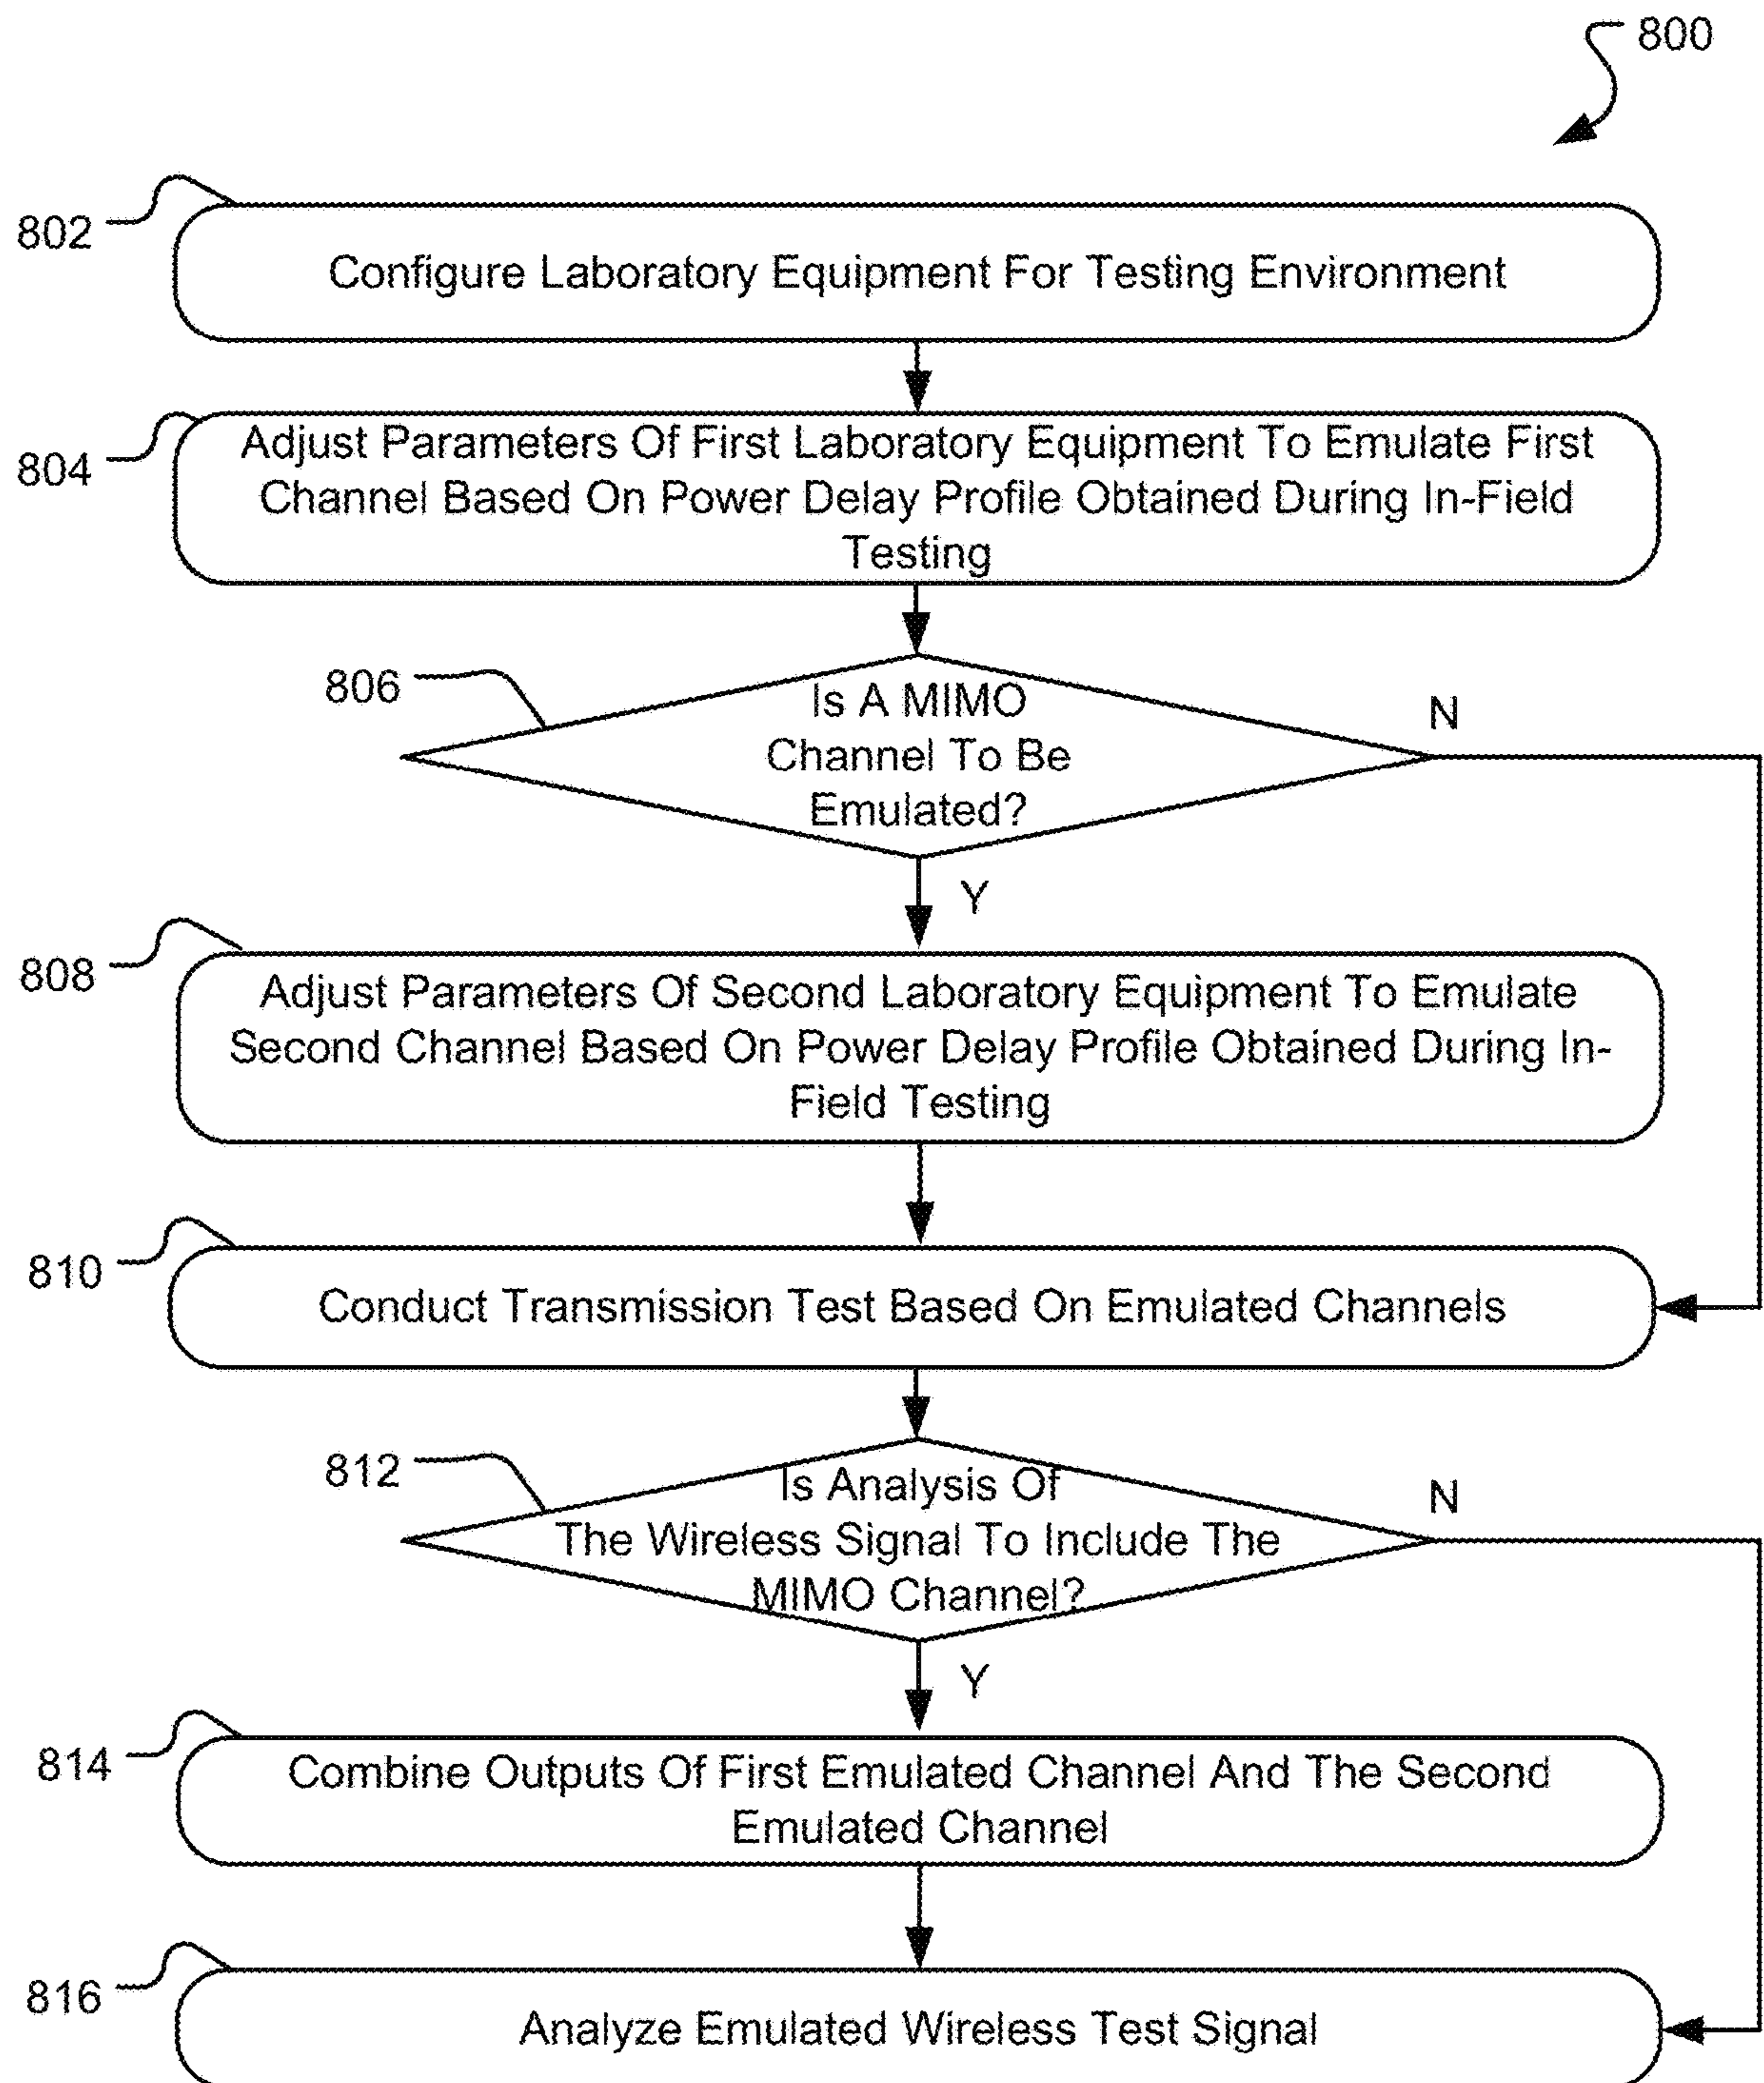 800
802
Configure Laboratory Equipment For Testing Environment
804
Adjust Parameters Of First Laboratory Equipment To Emulate First
Channel Based On Power Delay Profile Obtained During In-Field
Testing
806
Is A MIMO
Channel To Be
Emulated?
N
Y
808
Adjust Parameters Of Second Laboratory Equipment To Emulate
Second Channel Based On Power Delay Profile Obtained During In-
Field Testing
810
Conduct Transmission Test Based On Emulated Channels
812
Is Analysis Of
The Wireless Signal To Include The
MIMO Channel?
N
Y
814
Combine Outputs Of First Emulated Channel And The Second
Emulated Channel
816
Analyze Emulated Wireless Test Signal